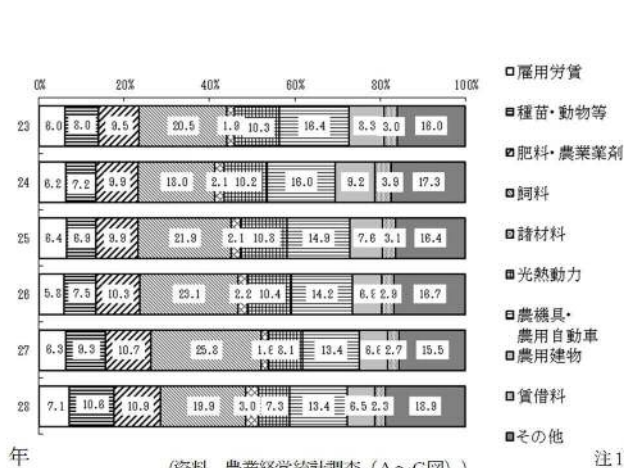 0% 20% 40% 60% 80% 100%
23 6.0 8.0 9.5 20.5 1.9 10.3 16.4 8.3 3.0 16.0
24 6.2 7.2 9.9 18.0 2.1 10.2 16.0 9.2 3.9 17.3
25 6.4 6.9 9.9 21.9 2.1 10.8 14.9 7.6 3.1 16.4
26 5.8 7.5 10.3 23.1 2.2 10.4 14.2 2.9 16.7
27 6.3 9.3 10.7 25.8 8.1 13.4 2.7 15.5
28 7.1 10.6 10.9 19.9 3.0 7.3 13.4 6.5 2.3 18.9
年
雇用労賃
種苗・動物等
肥料・農業薬剤
飼料
諸材料
光熱動力
農機具・
農用自動車
農用建物
賃借料
その他
注1